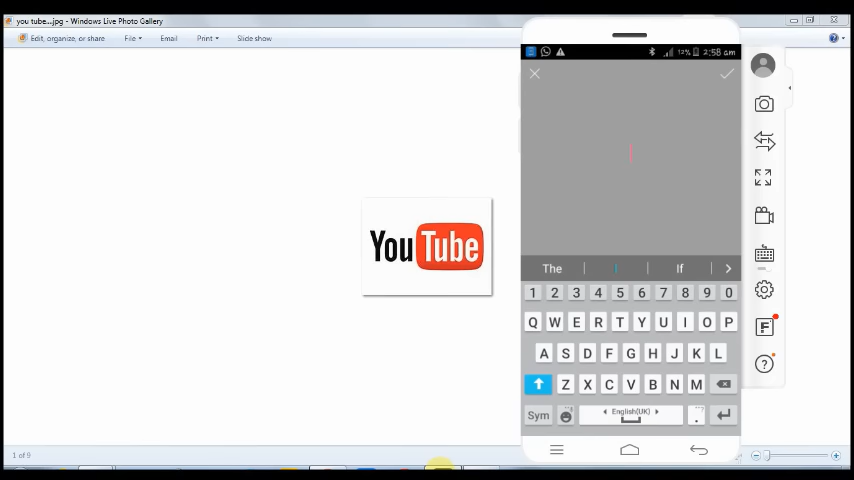 you tube...jpg - Windows Live Photo Gallery
Edit, organize, or share File Email Print Slide show
YouTube
12% 2:58 am
The I If
1 2 3 4 5 6 7 8 9 0
Q W E R T Y U I O P
A S D F G H J K L
Z X C V B N M
Sym English(UK) .
F
?
1 of 9